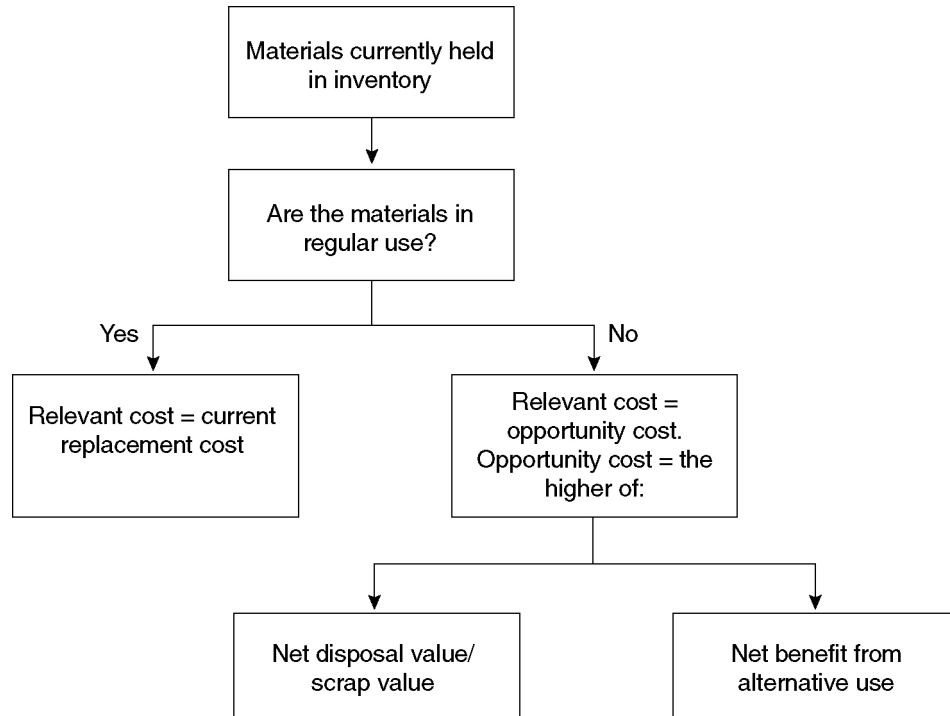 Materials currently held
in inventory
Are the materials in
regular use?
Yes
No
Relevant cost = current
replacement cost
Relevant cost =
opportunity cost.
Opportunity cost = the
higher of:
Net disposal value/
scrap value
Net benefit from
alternative use